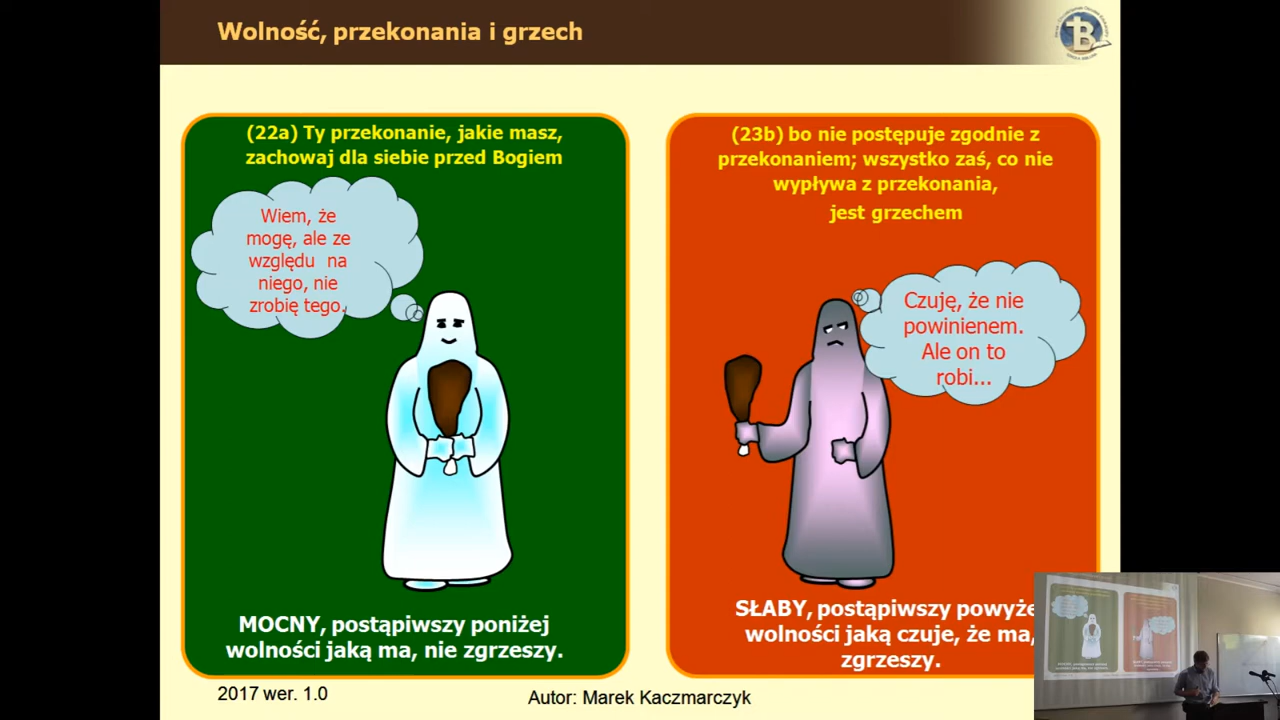 Wolność, przekonania i grzech
(22a) Ty przekonanie, jakie masz,
zachowaj dla siebie przed Bogiem
Wiem, że
mogę, ale ze
względu na
niego, nie
zrobię tego.
MOCNY, postąpiwszy poniżej
wolności jaką ma, nie zgrzeszy.
(23b) bo nie postępuje zgodnie z
przekonaniem; wszystko zaś, co nie
wypływa z przekonania,
jest grzechem
Czuję, że nie
powinienem.
Ale on to
robi...
SŁABY, postąpiwszy powyże
wolności jaką czuje, że ma,
zgrzeszy.
2017 wer. 1.0
Autor: Marek Kaczmarczyk